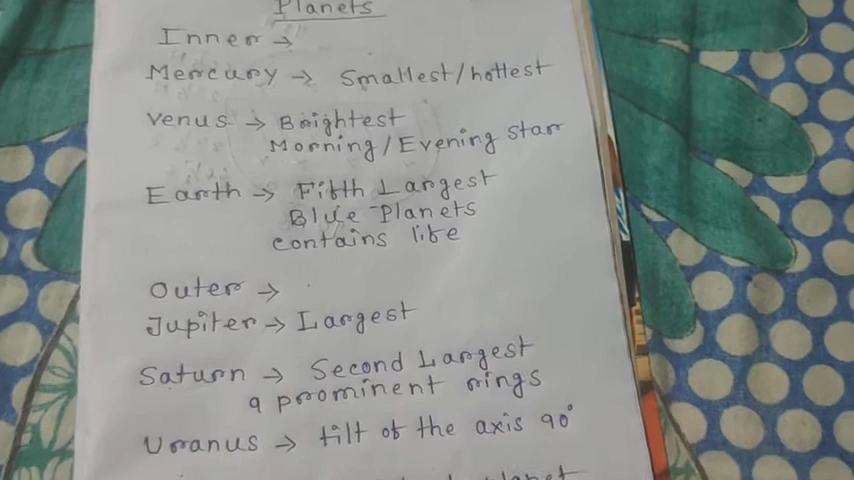 Planets
Inner →
Mercury → Smallest/hottest
Venus → Brightest
Morning/Evening Star
Earth → Fifth Largest
Blue Planets
contains life
Outer →
Jupiter → Largest
Saturn → Second Largest
9 prominent rings
Uranus → tilt of the axis 90°
planet